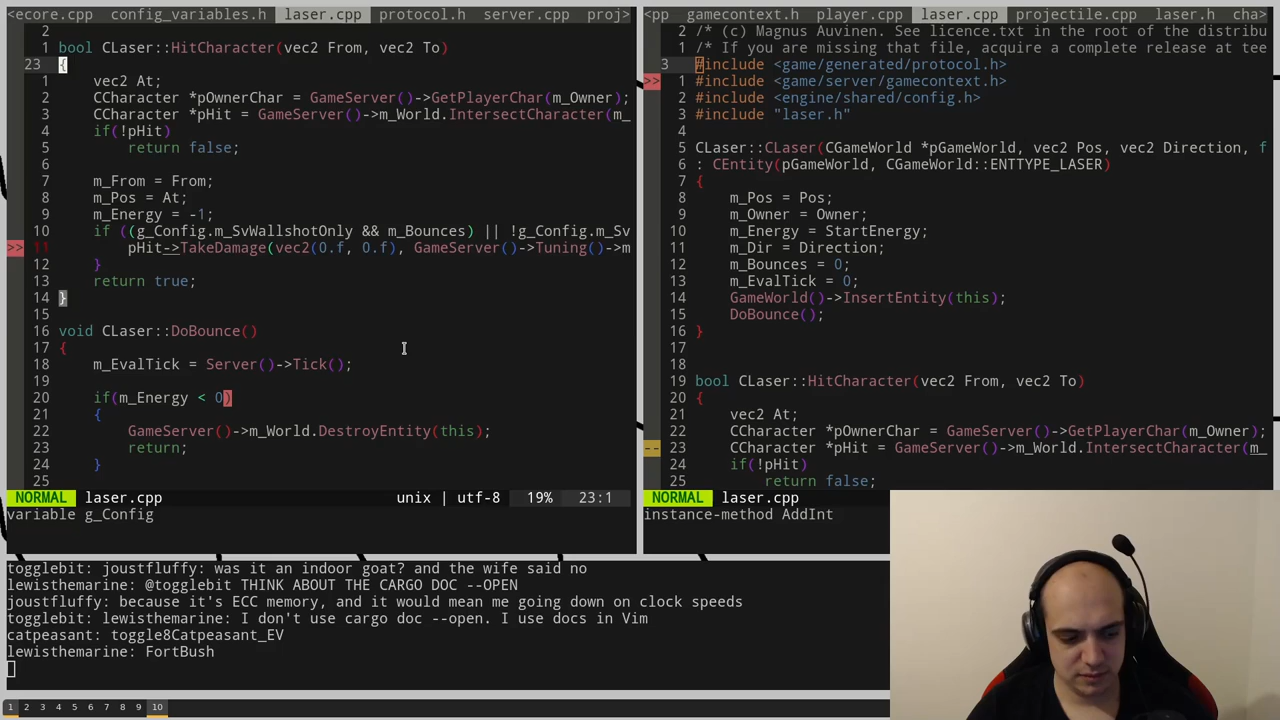 <ecore.cpp config_variables.h laser.cpp protocol.h server.cpp proj>
2
1 bool CLaser::HitCharacter(vec2 From, vec2 To)
23 {
1 vec2 At;
2 CCharacter *pOwnerChar = GameServer()->GetPlayerChar(m_Owner);
3 CCharacter *pHit = GameServer()->m_World.IntersectCharacter(m_
4 if(!pHit)
5 return false;
6
7 m_From = From;
8 m_Pos = At;
9 m_Energy = -1;
10 if ((g_Config.m_SvWallshotOnly && m_Bounces) || !g_Config.m_Sv
>> 11 pHit->TakeDamage(vec2(0.f, 0.f), GameServer()->Tuning()->m
12 }
13 return true;
14 }
15
16 void CLaser::DoBounce()
17 {
18 m_EvalTick = Server()->Tick();
19
20 if(m_Energy < 0)
21 {
22 GameServer()->m_World.DestroyEntity(this);
23 return;
24 }
25
NORMAL laser.cpp unix | utf-8 19% 23:1
variable g_Config
<pp gamecontext.h player.cpp laser.cpp projectile.cpp laser.h cha>
2 /* (c) Magnus Auvinen. See licence.txt in the root of the distribu
1 /* If you are missing that file, acquire a complete release at tee
3 #include <game/generated/protocol.h>
>> 1 #include <game/server/gamecontext.h>
2 #include <engine/shared/config.h>
3 #include "laser.h"
4
5 CLaser::CLaser(CGameWorld *pGameWorld, vec2 Pos, vec2 Direction, f
6 : CEntity(pGameWorld, CGameWorld::ENTTYPE_LASER)
7 {
8 m_Pos = Pos;
9 m_Owner = Owner;
10 m_Energy = StartEnergy;
11 m_Dir = Direction;
12 m_Bounces = 0;
13 m_EvalTick = 0;
14 GameWorld()->InsertEntity(this);
15 DoBounce();
16 }
17
18
19 bool CLaser::HitCharacter(vec2 From, vec2 To)
20 {
21 vec2 At;
22 CCharacter *pOwnerChar = GameServer()->GetPlayerChar(m_Owner);
-- 23 CCharacter *pHit = GameServer()->m_World.IntersectCharacter(m_
24 if(!pHit)
25 return false;
NORMAL laser.cpp
instance-method AddInt
togglebit: joustfluffy: was it an indoor goat? and the wife said no
lewisthemarine: @togglebit THINK ABOUT THE CARGO DOC --OPEN
joustfluffy: because it's ECC memory, and it would mean me going down on clock speeds
togglebit: lewisthemarine: I don't use cargo doc --open. I use docs in Vim
catpeasant: toggle8Catpeasant_EV
lewisthemarine: FortBush
1 2 3 4 5 6 7 8 9 10